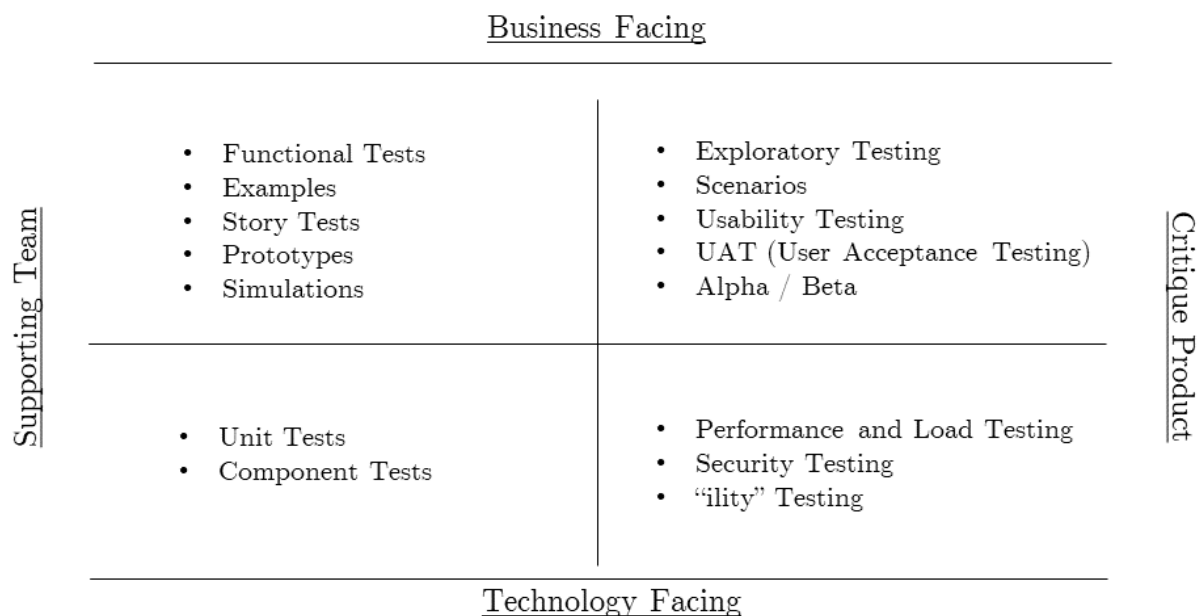 Business Facing
• Functional Tests
• Examples
• Story Tests
• Prototypes
• Simulations
• Exploratory Testing
• Scenarios
• Usability Testing
• UAT (User Acceptance Testing)
• Alpha / Beta
Supporting Team
Critique Product
• Unit Tests
• Component Tests
• Performance and Load Testing
• Security Testing
• “ility” Testing
Technology Facing